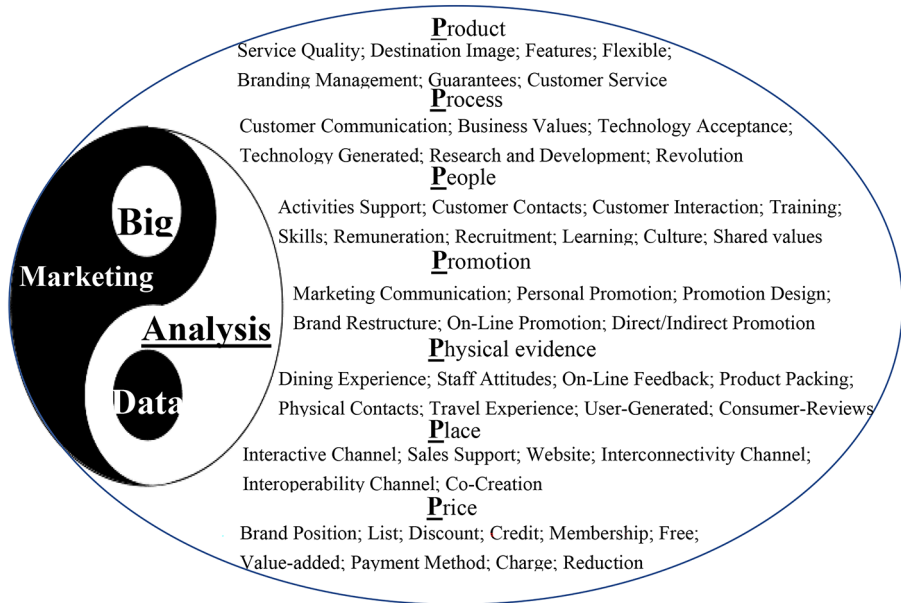 Product
Service Quality; Destination Image; Features; Flexible;
Branding Management; Guarantees; Customer Service
Process
Customer Communication; Business Values; Technology Acceptance;
Technology Generated; Research and Development; Revolution
People
Activities Support; Customer Contacts; Customer Interaction; Training;
Skills; Remuneration; Recruitment; Learning; Culture; Shared values
Promotion
Marketing Communication; Personal Promotion; Promotion Design;
Brand Restructure; On-Line Promotion; Direct/Indirect Promotion
Physical evidence
Dining Experience; Staff Attitudes; On-Line Feedback; Product Packing;
Physical Contacts; Travel Experience; User-Generated; Consumer-Reviews
Place
Interactive Channel; Sales Support; Website; Interconnectivity Channel;
Interoperability Channel; Co-Creation
Price
Brand Position; List; Discount; Credit; Membership; Free;
Value-added; Payment Method; Charge; Reduction
Big
Marketing
Analysis
Data